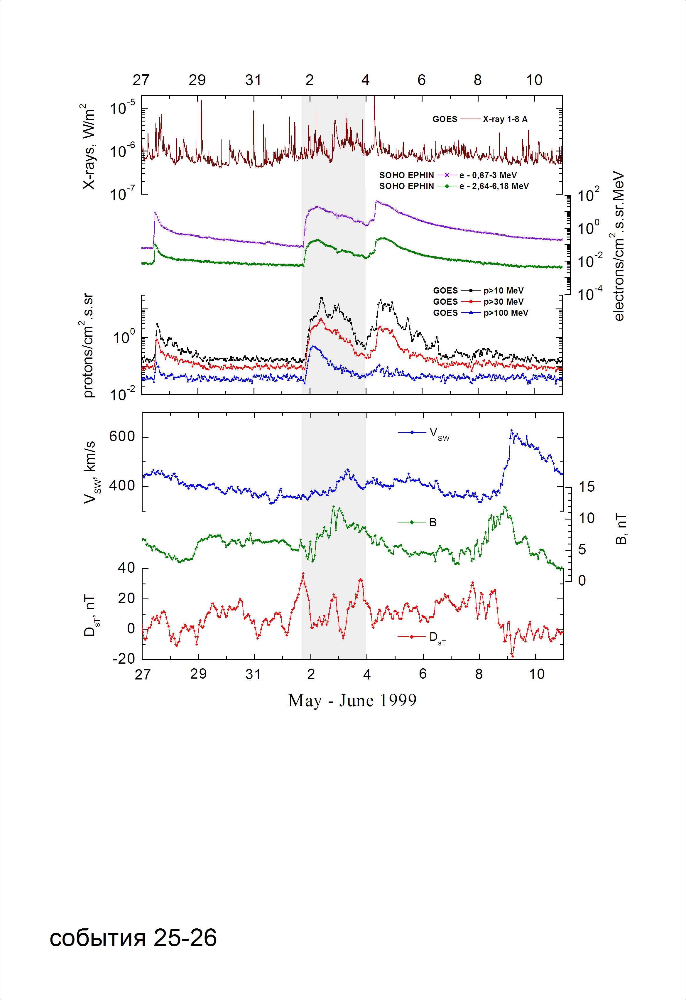 27 29 31 2 4 6 8 10
X-rays, W/m2
10-5
10-6
10-7
GOES X-ray 1-8 A
SOHO EPHIN e - 0,67-3 MeV
SOHO EPHIN e - 2,64-6,18 MeV
102
100
10-2
10-4
electrons/cm2.s.sr.MeV
GOES p>10 MeV
GOES p>30 MeV
GOES p>100 MeV
protons/cm2.s.sr
100
10-2
VSW, km/s
600
400
VSW
15
10
5
0
B, nT
B
DsT, nT
40
20
0
-20
DsT
27 29 31 2 4 6 8 10
May - June 1999
события 25-26